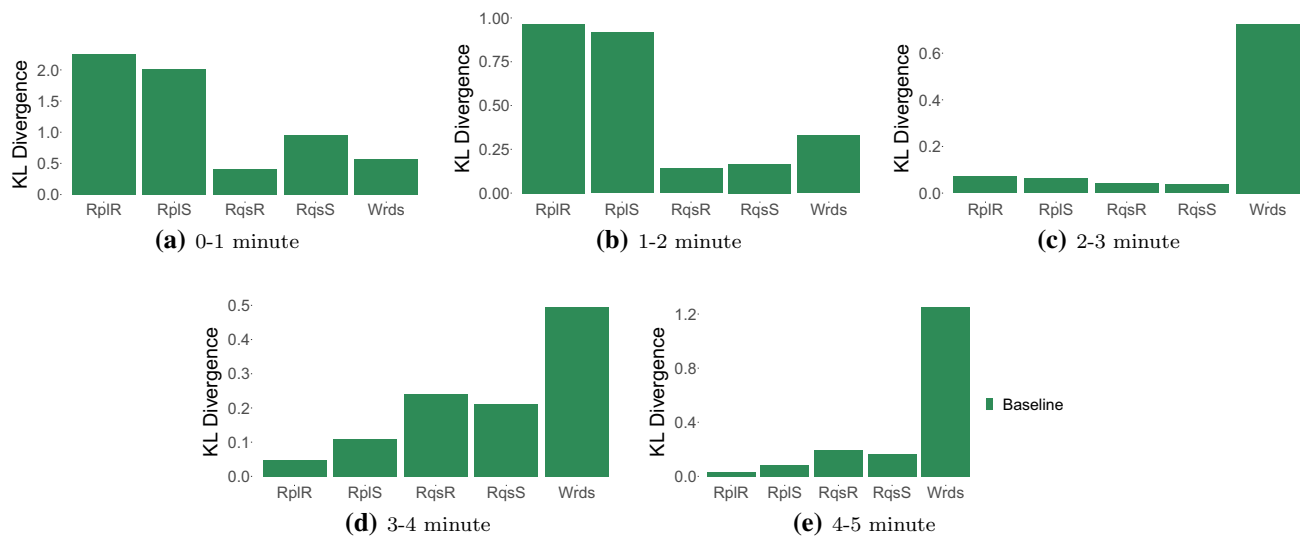 KL Divergence
2.0
1.5
1.0
0.5
0.0
RplR RplS RqsR RqsS Wrds
(a) 0-1 minute
KL Divergence
1.00
0.75
0.50
0.25
0.00
RplR RplS RqsR RqsS Wrds
(b) 1-2 minute
KL Divergence
0.6
0.4
0.2
0.0
RplR RplS RqsR RqsS Wrds
(c) 2-3 minute
KL Divergence
0.5
0.4
0.3
0.2
0.1
0.0
RplR RplS RqsR RqsS Wrds
(d) 3-4 minute
KL Divergence
1.2
0.8
0.4
0.0
RplR RplS RqsR RqsS Wrds
(e) 4-5 minute
Baseline